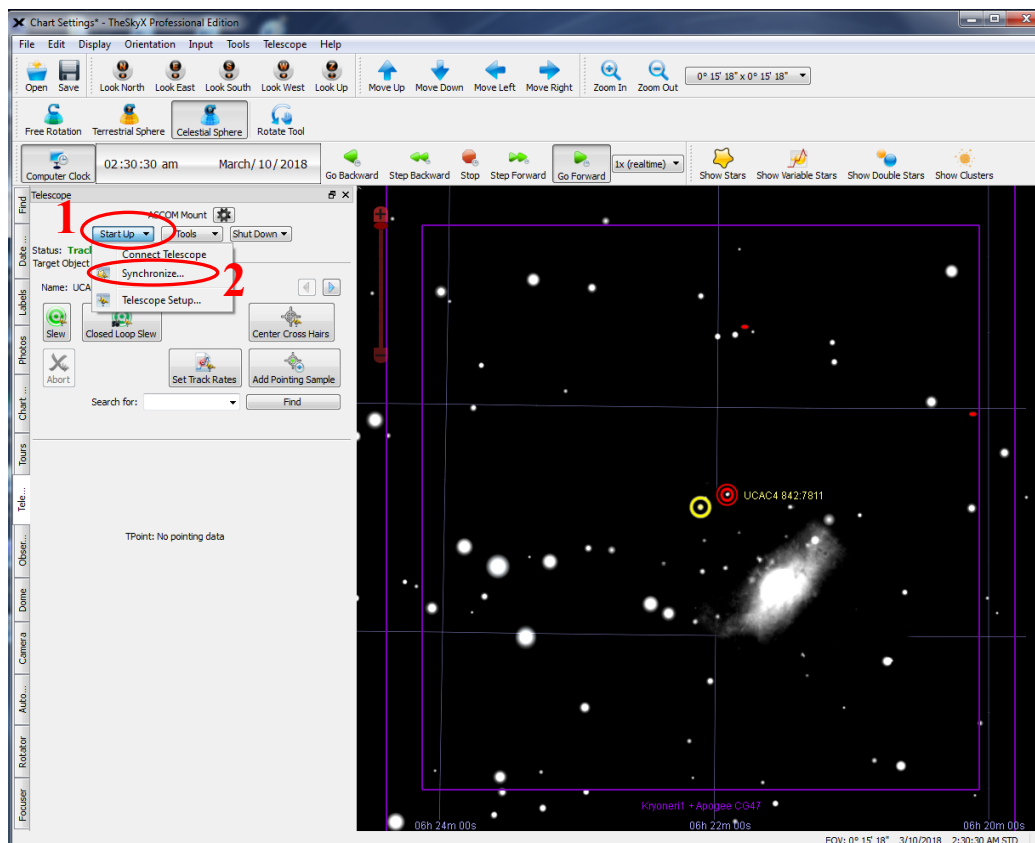 Chart Settings* - TheSkyX Professional Edition
File Edit Display Orientation Input Tools Telescope Help
Open Save Look North Look East Look South Look West Look Up Move Up Move Down Move Left Move Right Zoom In Zoom Out 0° 15' 18" x 0° 15' 18"
Free Rotation Terrestrial Sphere Celestial Sphere Rotate Tool
Computer Clock 02:30:30 am March/ 10/ 2018 Go Backward Step Backward Stop Step Forward Go Forward 1x (realtime) Show Stars Show Variable Stars Show Double Stars Show Clusters
Telescope
1
ASCOM Mount
Start Up Tools Shut Down
Status: Trac
Connect Telescope
Target Object
Synchronize...
2
Name: UCA
Telescope Setup...
Slew Closed Loop Slew Center Cross Hairs
Abort Set Track Rates Add Pointing Sample
Search for: Find
TPoint: No pointing data
Find
Date ...
Labels
Photos
Chart ...
Tours
Tele...
Obser...
Dome
Camera
Auto...
Rotator
Focuser
UCAC4 842:7811
Kryoneri1 + Apogee CG47
06h 24m 00s 06h 22m 00s 06h 20m 00s
FOV: 0° 15' 18" 3/10/2018 2:30:30 AM STD